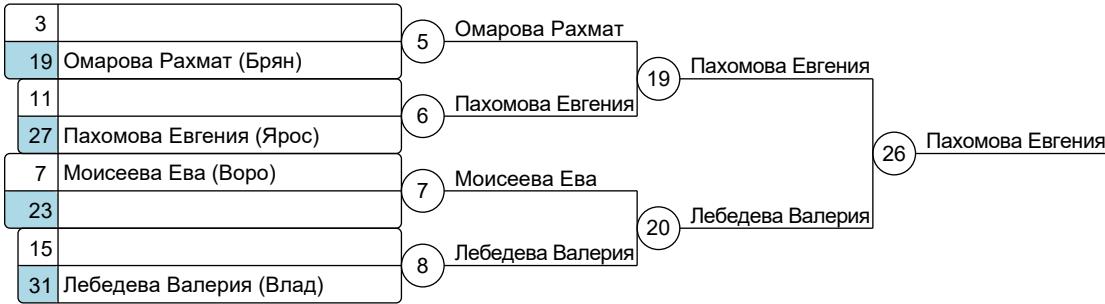 3
19 Омарова Рахмат (Брян)
11
27 Пахомова Евгения (Ярос)
7 Моисеева Ева (Воро)
23
15
31 Лебедева Валерия (Влад)
5 Омарова Рахмат
6 Пахомова Евгения
7 Моисеева Ева
8 Лебедева Валерия
19 Пахомова Евгения
20 Лебедева Валерия
26 Пахомова Евгения